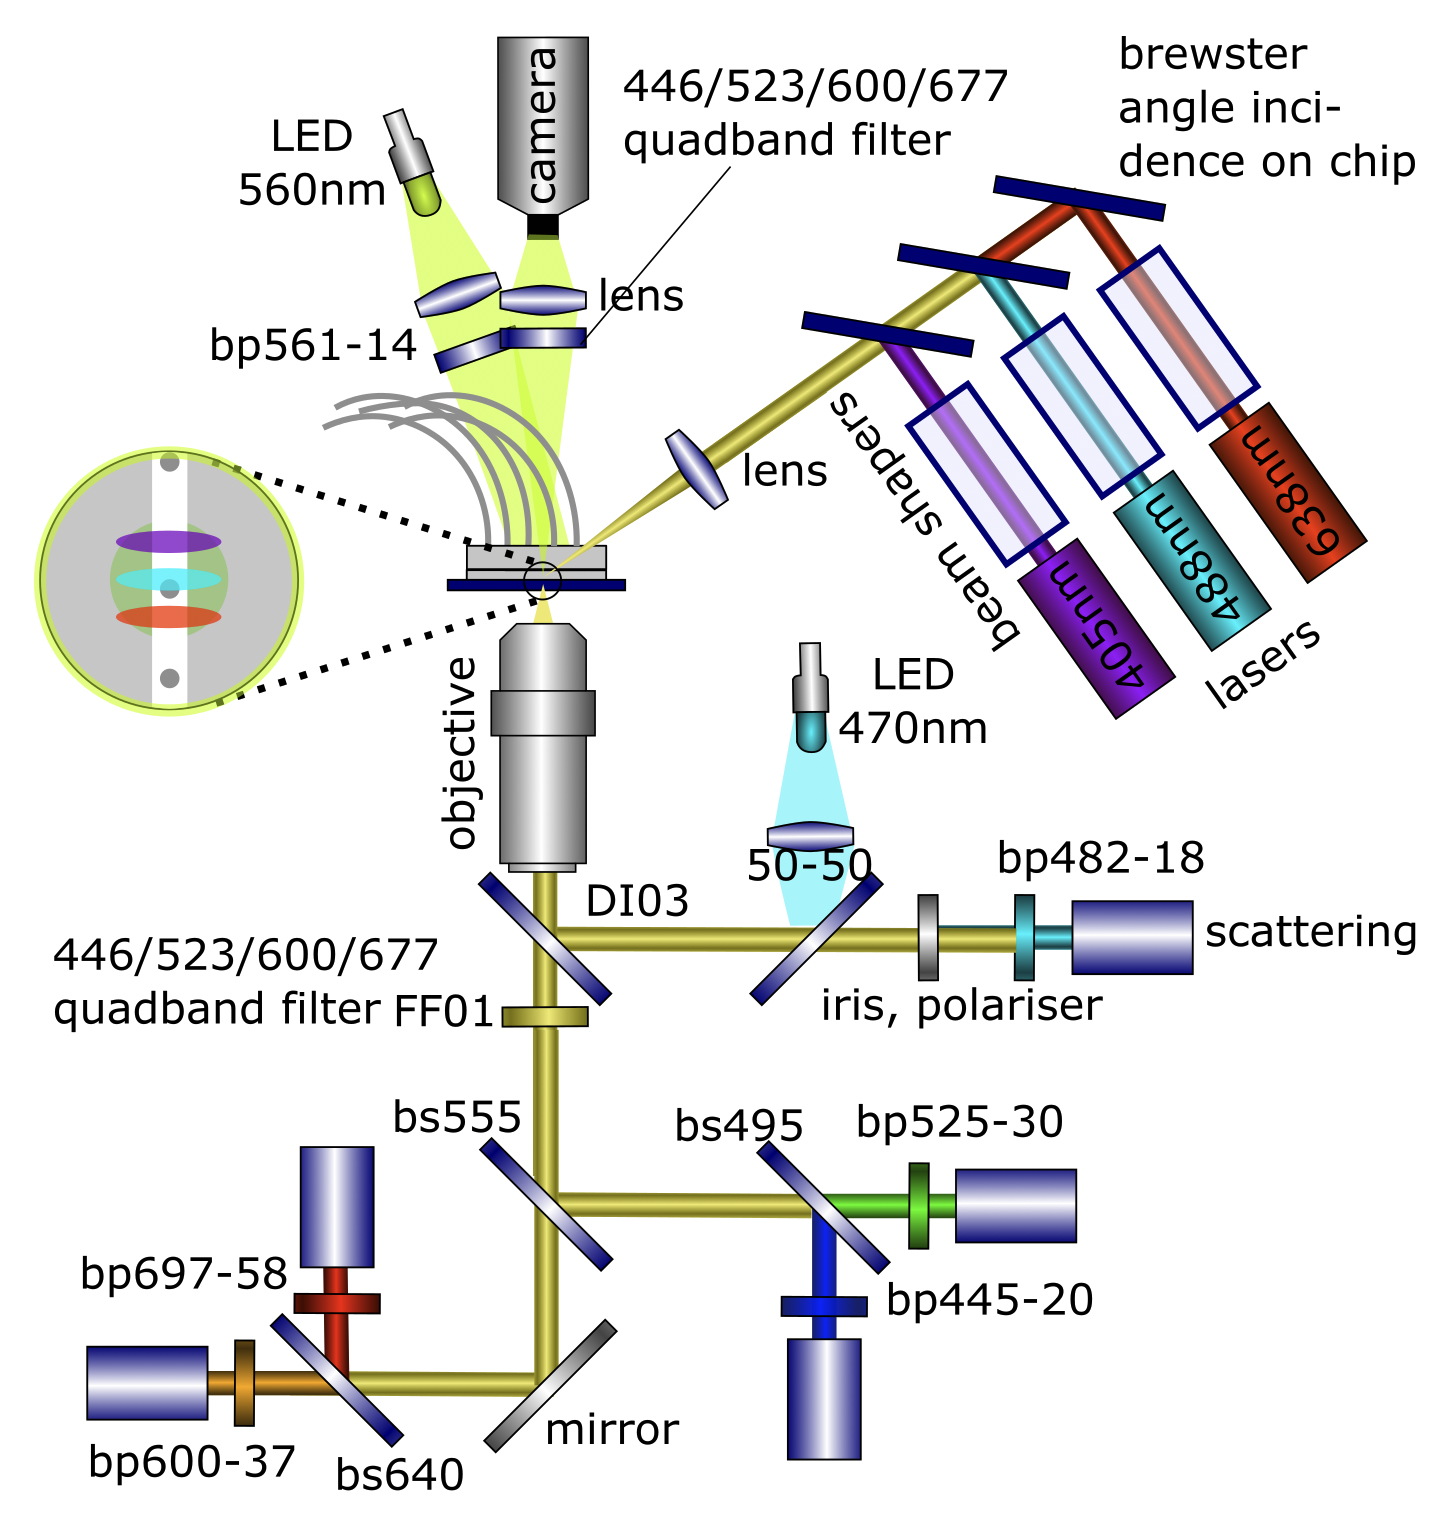 brewster
angle inci-
dence on chip
camera
446/523/600/677
quadband filter
LED
560nm
lens
bp561-14
lens
beam shapers
638nm
488nm
405nm
lasers
objective
LED
470nm
50-50
bp482-18
DI03
scattering
446/523/600/677
quadband filter FF01
iris, polariser
bs555
bs495
bp525-30
bp697-58
bp445-20
mirror
bp600-37
bs640